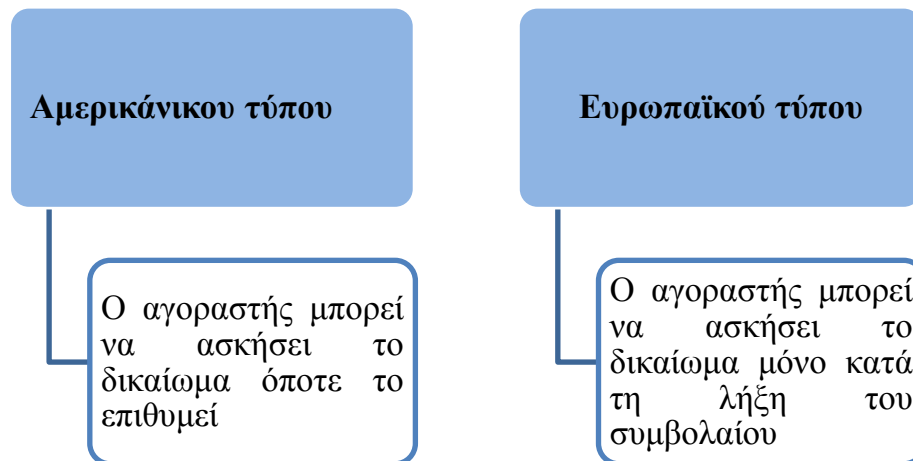 Αμερικάνικου τύπου
Ο αγοραστής μπορεί
να ασκήσει το
δικαίωμα όποτε το
επιθυμεί
Ευρωπαϊκού τύπου
Ο αγοραστής μπορεί
να ασκήσει το
δικαίωμα μόνο κατά
τη λήξη του
συμβολαίου